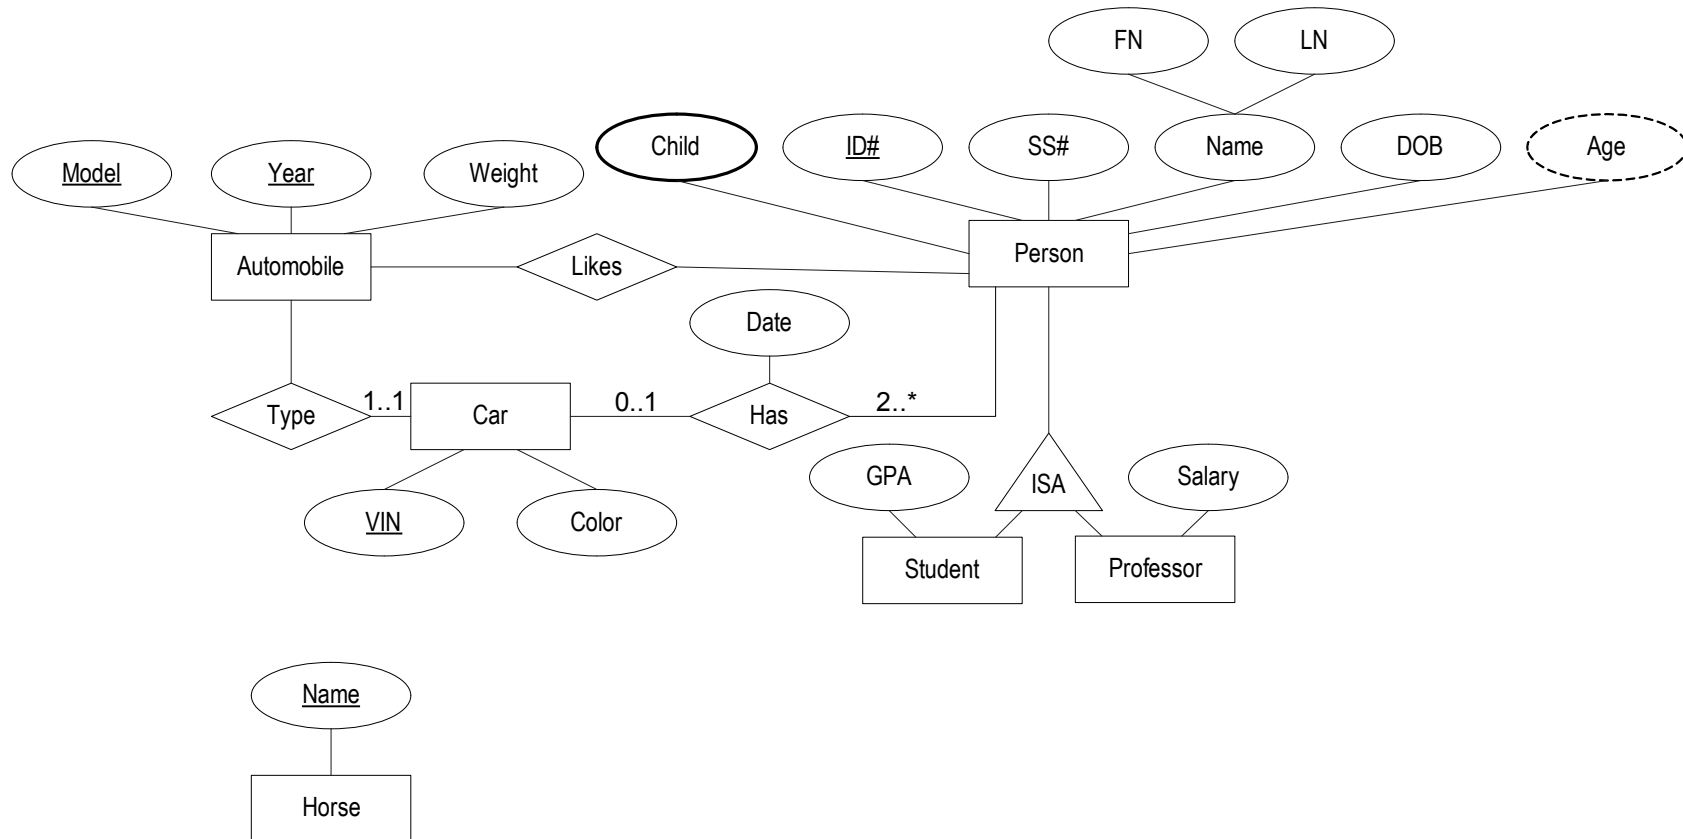 FN
LN
Child
ID#
SS#
Name
DOB
Age
Model
Year
Weight
Automobile
Likes
Person
Date
Type
1..1
Car
0..1
Has
2..*
GPA
ISA
Salary
VIN
Color
Student
Professor
Name
Horse